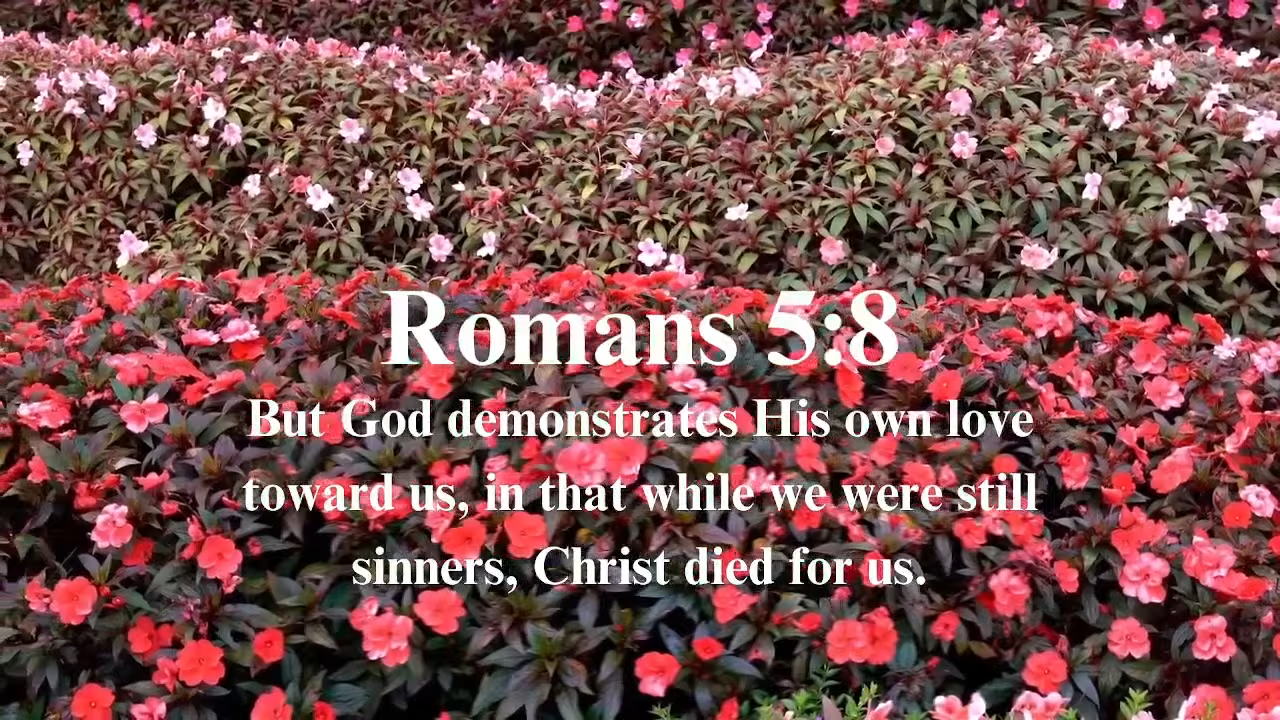 Romans 5:8
But God demonstrates His own love
toward us, in that while we were still
sinners, Christ died for us.